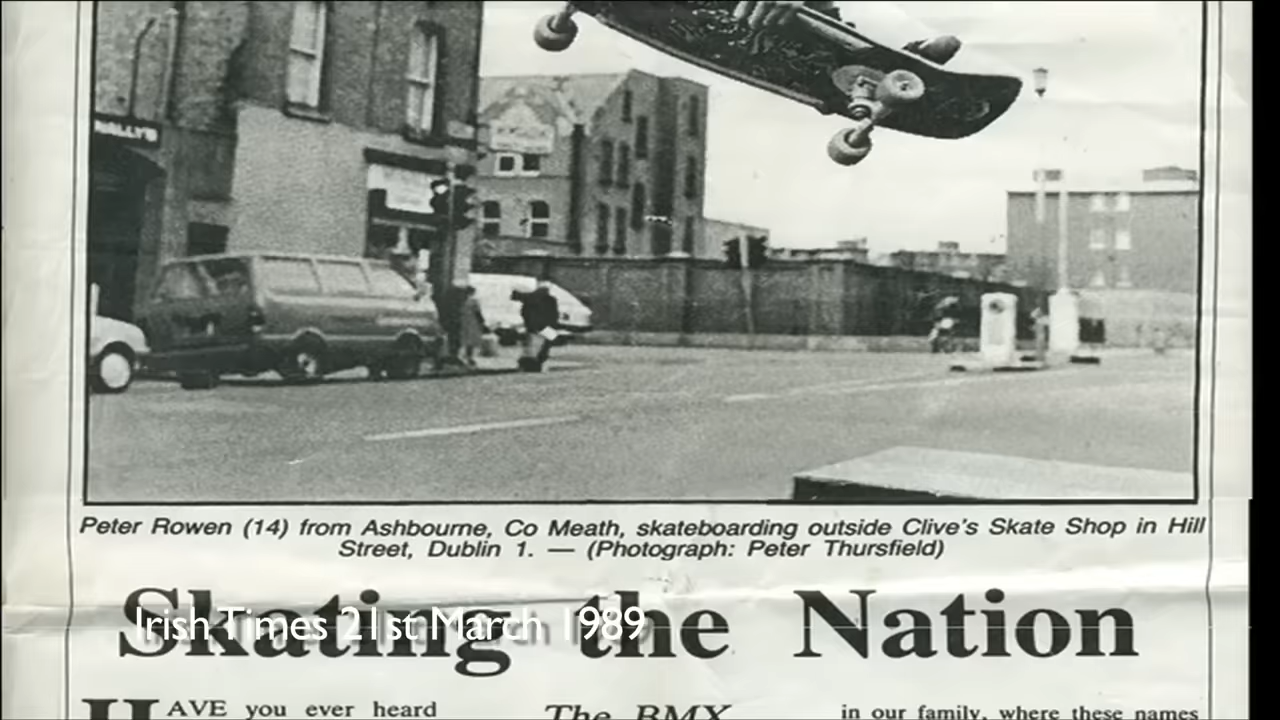 NALLY'S
Peter Rowen (14) from Ashbourne, Co Meath, skateboarding outside Clive's Skate Shop in Hill
Street, Dublin 1. — (Photograph: Peter Thursfield)
Skating the Nation
Irish Times 21st March 1989
HAVE you ever heard
The BMX
in our family, where these names